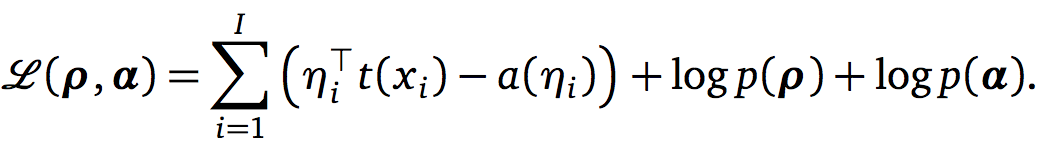 ℒ(𝝆, 𝜶) = ∑_{i=1}^{I} (η_i^⊤ t(x_i) − a(η_i)) + log p(𝝆) + log p(𝜶).